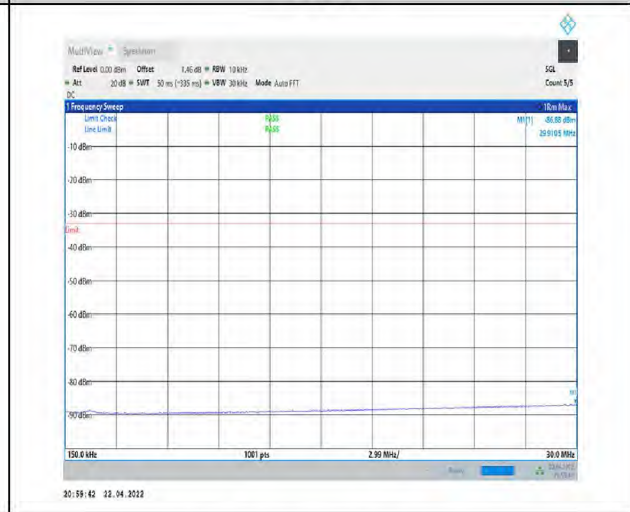 MultiView Spectrum
Ref Level 0.00 dBm Offset 1.46 dB RBW 10 kHz SGL
Att 20 dB SWT 50 ms (~335 ms) VBW 30 kHz Mode Auto FFT Count 5/5
DC
1 Frequency Sweep 1Rm Max
Limit Check PASS M1[1] -86.98 dBm
Line Limit PASS 29.9105 MHz
-10 dBm
-20 dBm
-30 dBm
Limit
-40 dBm
-50 dBm
-60 dBm
-70 dBm
-80 dBm
M1
-90 dBm
150.0 kHz 1001 pts 2.99 MHz/ 30.0 MHz
20:59:42 22.04.2022